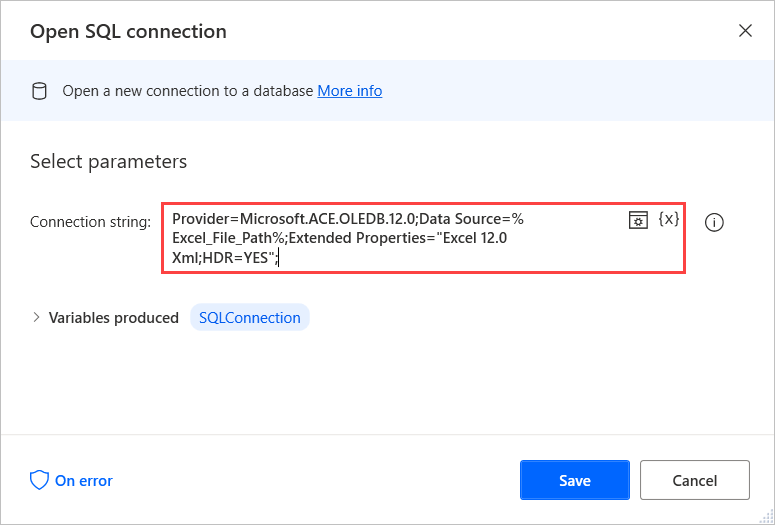 Open SQL connection
Open a new connection to a database More info
Select parameters
Connection string:
Provider=Microsoft.ACE.OLEDB.12.0;Data Source=%
Excel_File_Path%;Extended Properties="Excel 12.0
Xml;HDR=YES";
{x}
Variables produced SQLConnection
On error
Save
Cancel